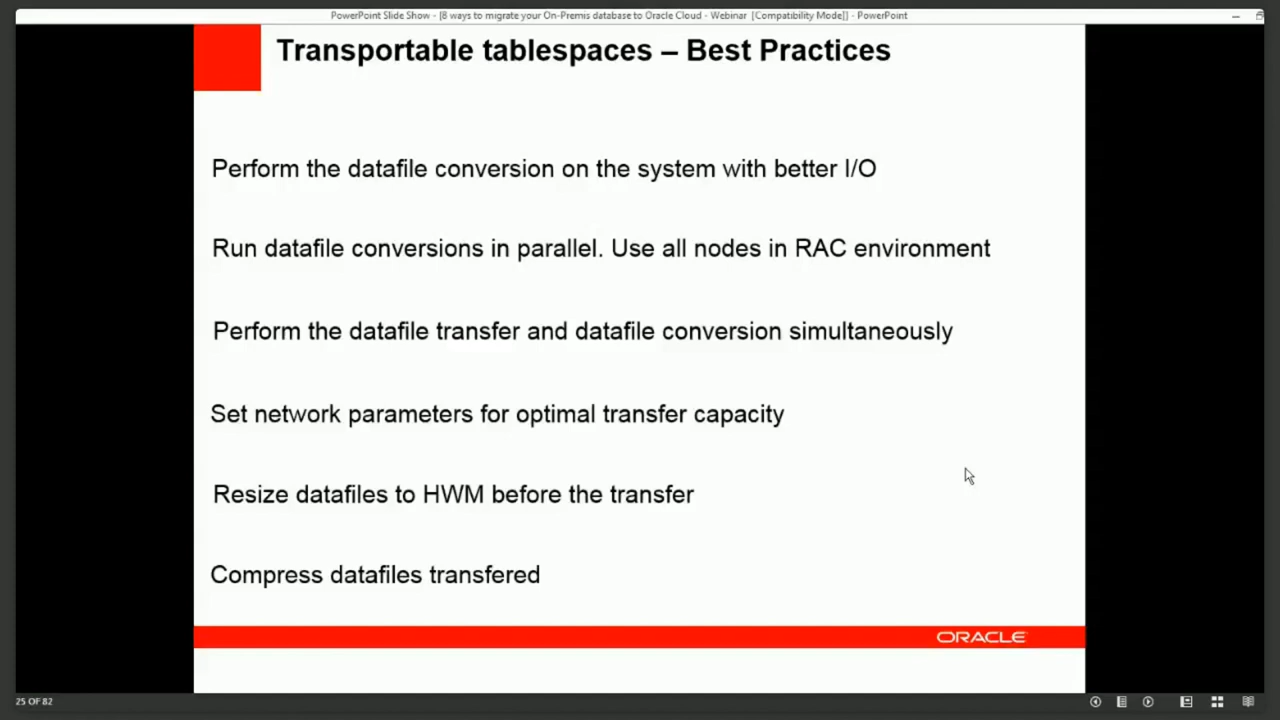 PowerPoint Slide Show - [8 ways to migrate your On-Premis database to Oracle Cloud - Webinar [Compatibility Mode]] - PowerPoint
Transportable tablespaces – Best Practices
Perform the datafile conversion on the system with better I/O
Run datafile conversions in parallel. Use all nodes in RAC environment
Perform the datafile transfer and datafile conversion simultaneously
Set network parameters for optimal transfer capacity
Resize datafiles to HWM before the transfer
Compress datafiles transfered
ORACLE
25 OF 82